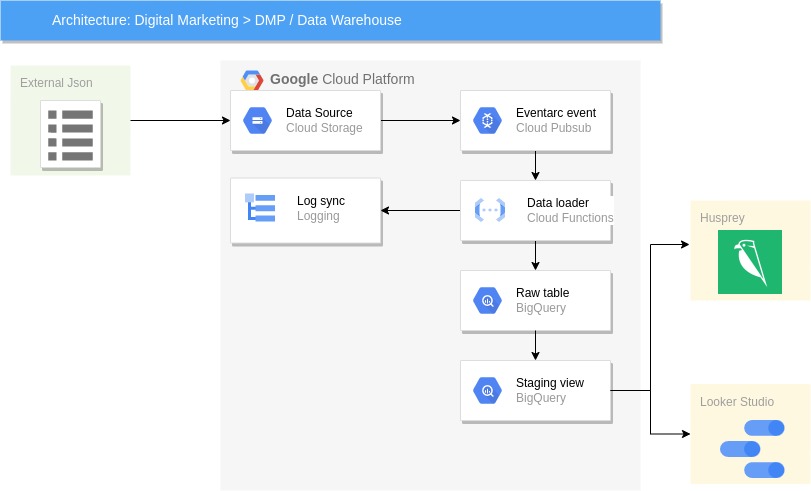 Architecture: Digital Marketing > DMP / Data Warehouse
External Json
Google Cloud Platform
Data Source
Cloud Storage
Eventarc event
Cloud Pubsub
Log sync
Logging
Data loader
Cloud Functions
Husprey
Raw table
BigQuery
Staging view
BigQuery
Looker Studio